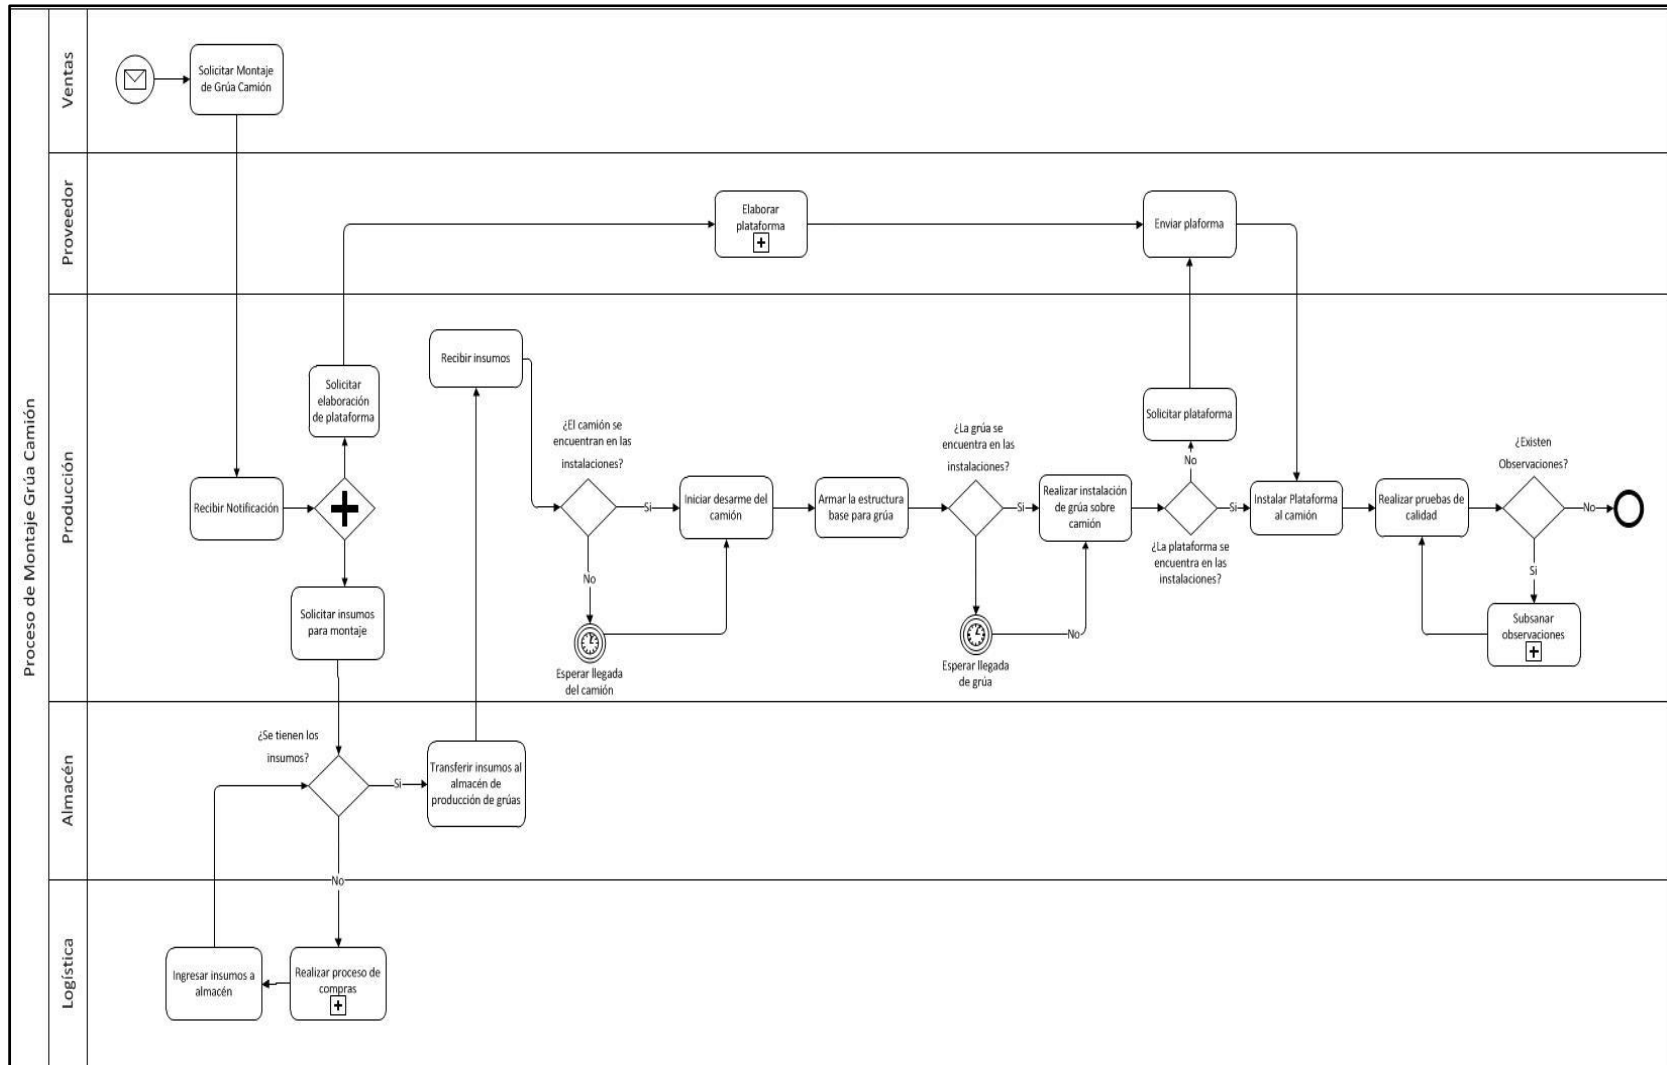 Proceso de Montaje Grúa Camión
Ventas
Solicitar Montaje
de Grúa Camión
Proveedor
Elaborar
plataforma
Enviar plaforma
Producción
Recibir Notificación
Solicitar
elaboración
de plataforma
Solicitar insumos
para montaje
Recibir insumos
¿El camión se
encuentran en las
instalaciones?
Si
No
Esperar llegada
del camión
Iniciar desarme del
camión
Armar la estructura
base para grúa
¿La grúa se
encuentra en las
instalaciones?
Si
No
Esperar llegada
de grúa
Realizar instalación
de grúa sobre
camión
Solicitar plataforma
No
Si
¿La plataforma se
encuentra en las
instalaciones?
Instalar Plataforma
al camión
Realizar pruebas de
calidad
¿Existen
Observaciones?
No
Si
Subsanar
observaciones
Almacén
¿Se tienen los
insumos?
Si
No
Transferir insumos al
almacén de
producción de grúas
Logística
Ingresar insumos a
almacén
Realizar proceso de
compras